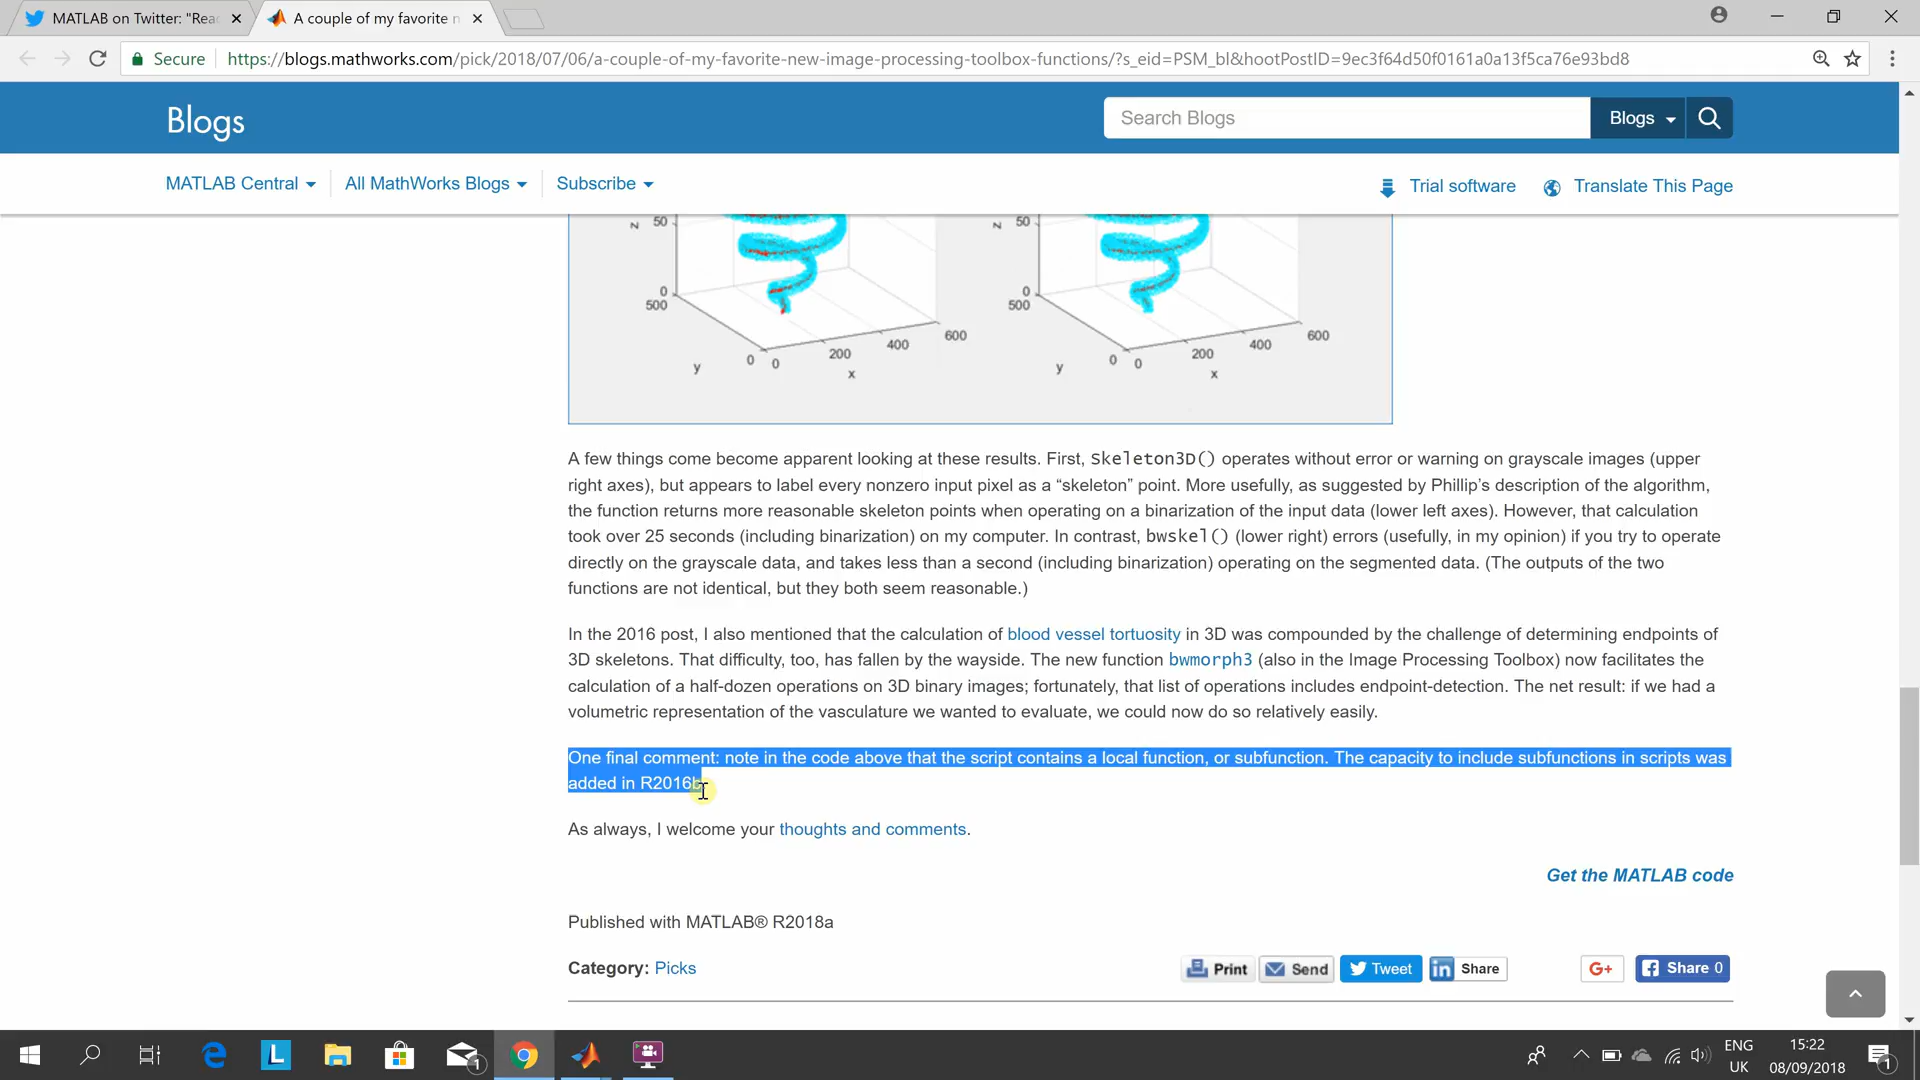 MATLAB on Twitter: "Read
A couple of my favorite n
Secure
https://blogs.mathworks.com/pick/2018/07/06/a-couple-of-my-favorite-new-image-processing-toolbox-functions/?s_eid=PSM_bl&hootPostID=9ec3f64d50f0161a0a13f5ca76e93bd8
Blogs
Search Blogs
Blogs
MATLAB Central
All MathWorks Blogs
Subscribe
Trial software
Translate This Page
z 50 0 500 y 0 0 200 400 600 x
z 50 0 500 y 0 0 200 400 600 x
A few things come become apparent looking at these results. First, Skeleton3D() operates without error or warning on grayscale images (upper
right axes), but appears to label every nonzero input pixel as a “skeleton” point. More usefully, as suggested by Phillip’s description of the algorithm,
the function returns more reasonable skeleton points when operating on a binarization of the input data (lower left axes). However, that calculation
took over 25 seconds (including binarization) on my computer. In contrast, bwskel() (lower right) errors (usefully, in my opinion) if you try to operate
directly on the grayscale data, and takes less than a second (including binarization) operating on the segmented data. (The outputs of the two
functions are not identical, but they both seem reasonable.)
In the 2016 post, I also mentioned that the calculation of blood vessel tortuosity in 3D was compounded by the challenge of determining endpoints of
3D skeletons. That difficulty, too, has fallen by the wayside. The new function bwmorph3 (also in the Image Processing Toolbox) now facilitates the
calculation of a half-dozen operations on 3D binary images; fortunately, that list of operations includes endpoint-detection. The net result: if we had a
volumetric representation of the vasculature we wanted to evaluate, we could now do so relatively easily.
One final comment: note in the code above that the script contains a local function, or subfunction. The capacity to include subfunctions in scripts was
added in R2016b
As always, I welcome your thoughts and comments.
Get the MATLAB code
Published with MATLAB® R2018a
Category: Picks
Print
Send
Tweet
in Share
G+
f Share 0
L
1
ENG
UK
15:22
08/09/2018
1